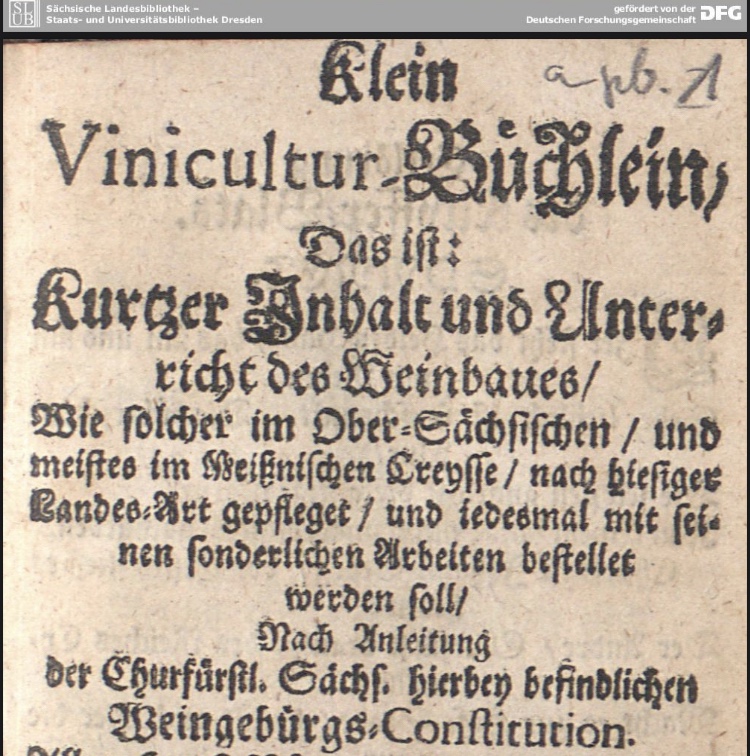 SLUB
Sächsische Landesbibliothek –
Staats- und Universitätsbibliothek Dresden
gefördert von der
Deutschen Forschungsgemeinschaft
DFG
Klein
Vinicultur-Büchlein/
Das ist:
Kurtzer Inhalt und Unter-
richt des Weinbaues/
Wie solcher im Ober-Sächsischen / und
meistes im Meißnischen Creysse / nach hiesiger
Landes-Art gepfleget / und iedesmal mit sei-
nen sonderlichen Arbeiten bestellet
werden soll/
Nach Anleitung
der Churfürstl. Sächs. hierbey befindlichen
Weingebürgs-Constitution.